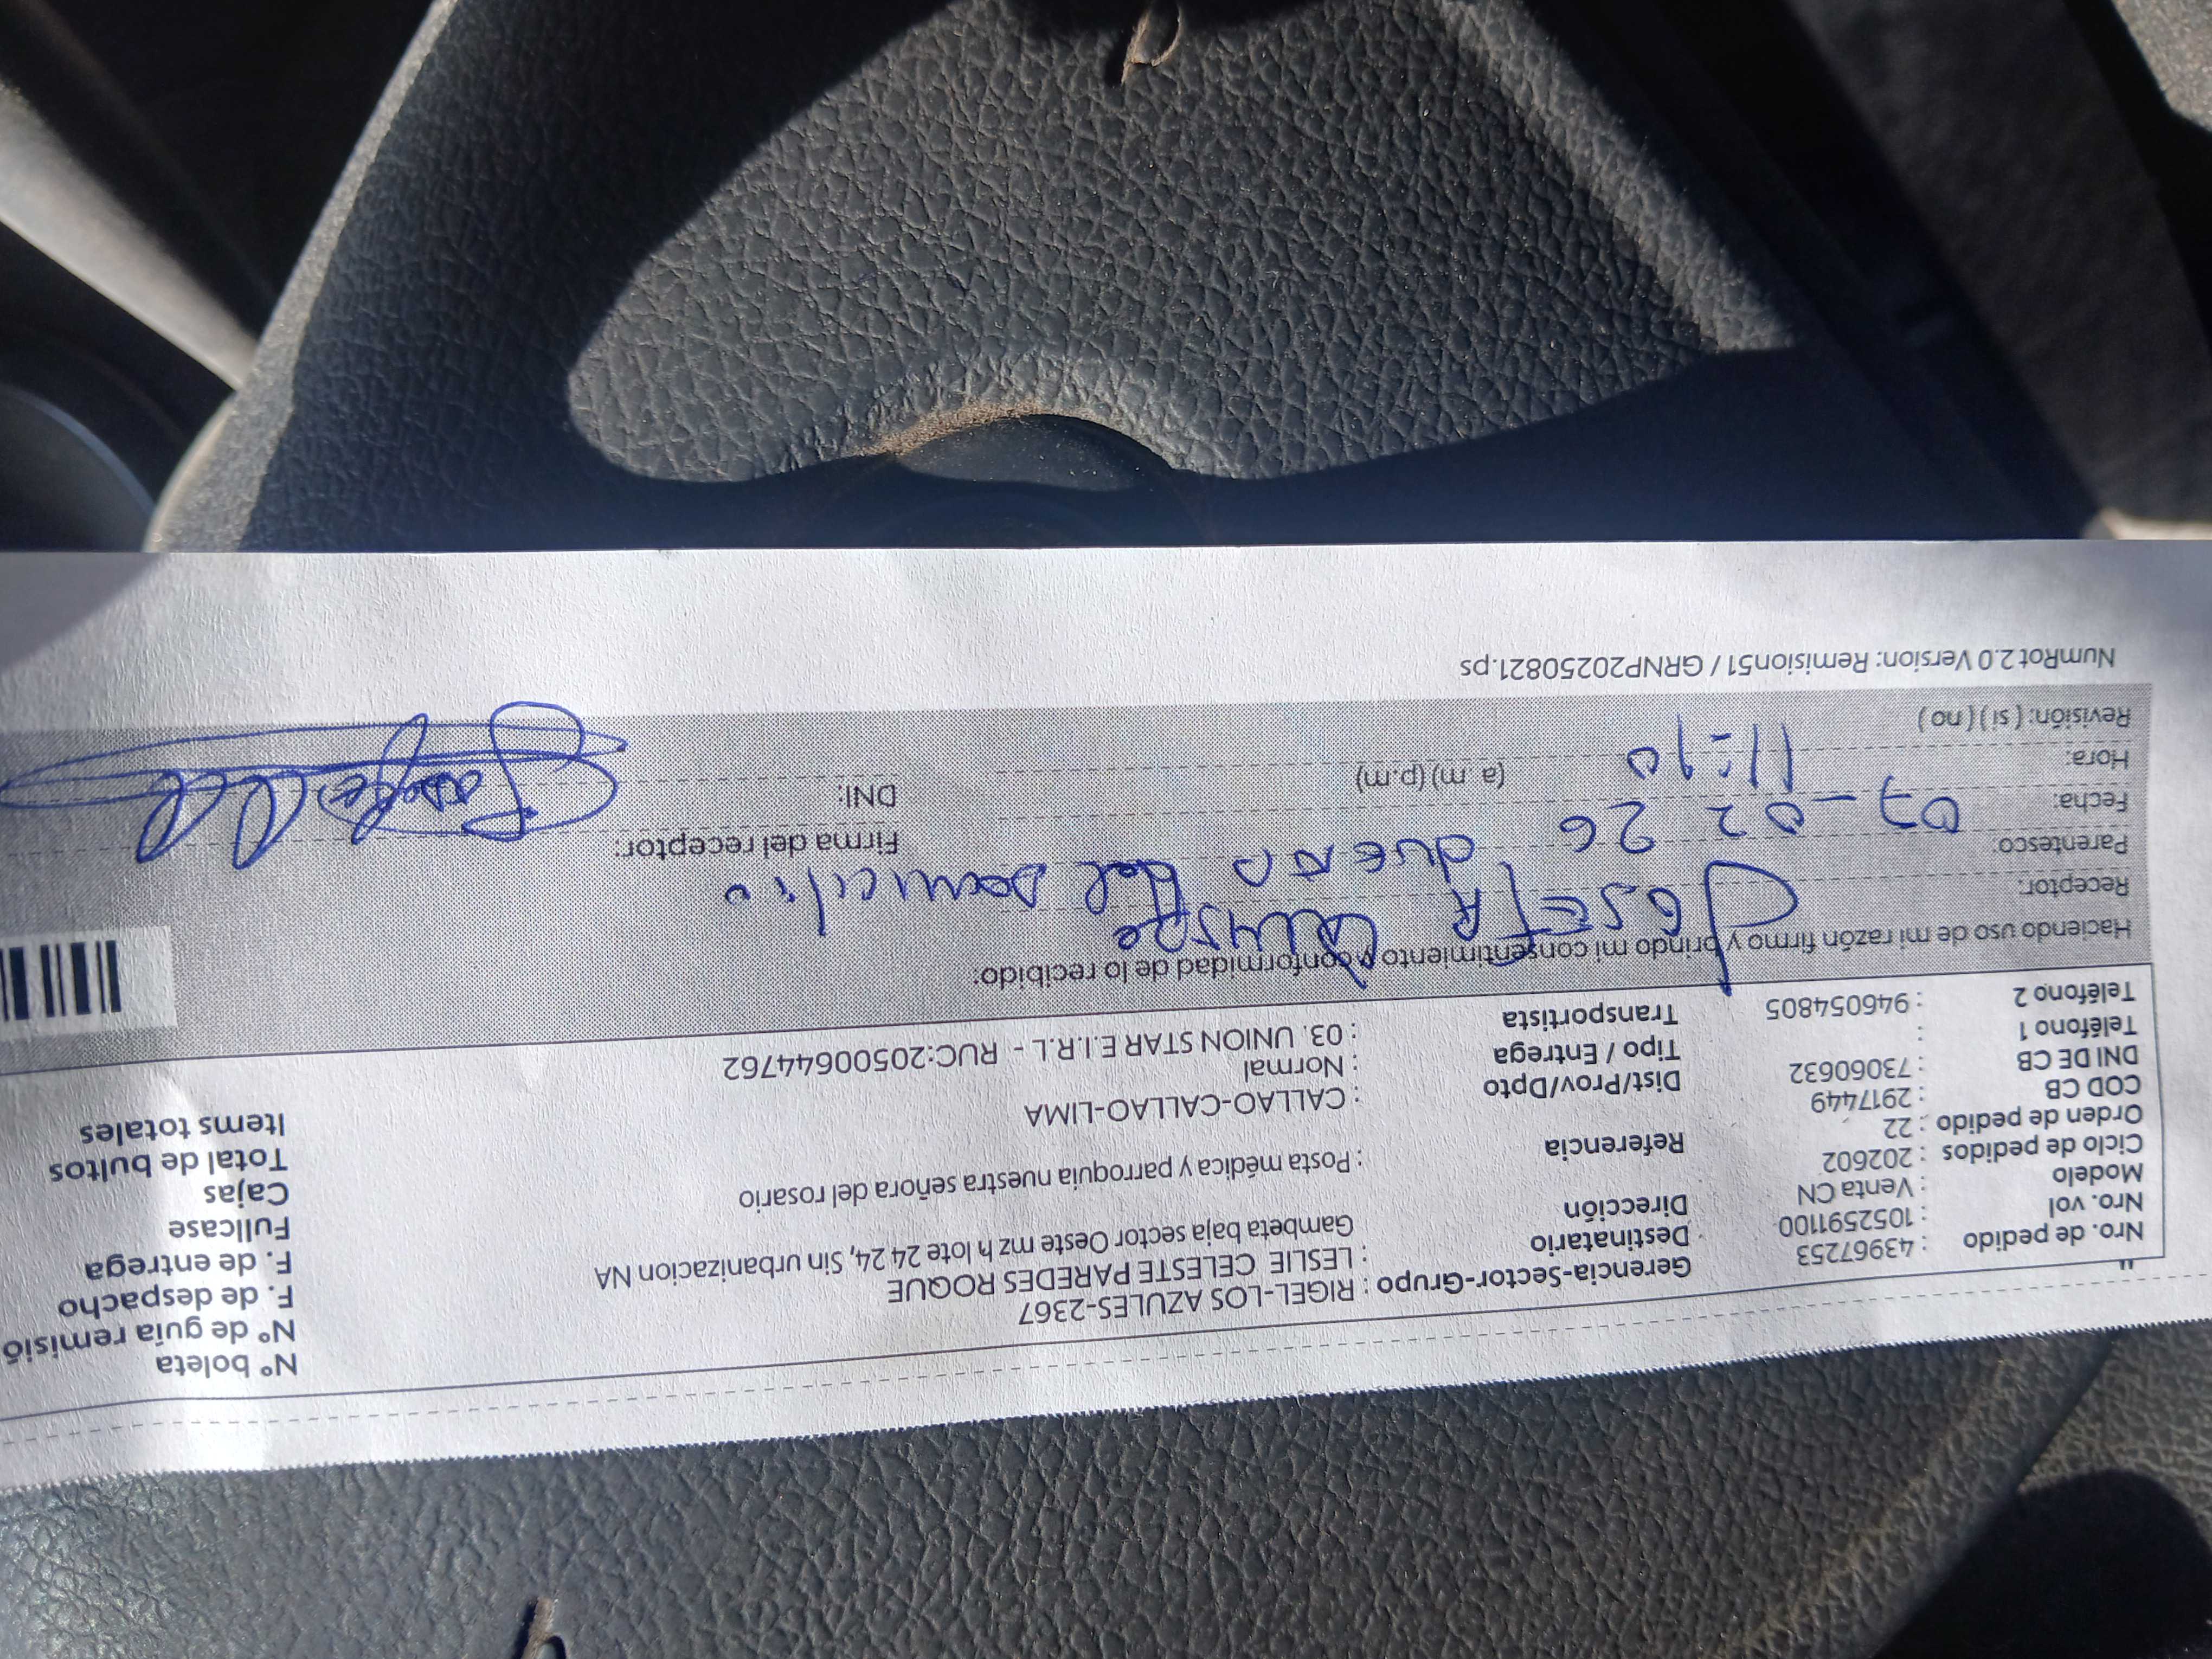 Nº boleta
Nº de guía remisió
F. de despacho
F. de entrega
Fullcase
Cajas
Total de bultos
Items totales
Gerencia-Sector-Grupo : RIGEL-LOS AZULES-2367
Destinatario : LESLIE CELESTE PAREDES ROQUE
Dirección Gambeta baja sector Oeste mz h lote 24 24, Sin urbanizacion NA
Referencia : Posta médica y parroquia nuestra señora del rosario
Dist/Prov/Dpto : CALLAO-CALLAO-LIMA
Tipo / Entrega : Normal
Transportista : 03. UNION STAR E.I.R.L - RUC:20500644762
Nro. de pedido : 43967253
Nro. vol : 1052591100
Modelo : Venta CN
Ciclo de pedidos : 202602
Orden de pedido : 22
COD CB : 2917449
DNI DE CB : 73060632
Teléfono 1 :
Teléfono 2 : 946054805
Haciendo uso de mi razón firmo y brindo mi consentimiento y conformidad de lo recibido:
Receptor: JOSEFA
Parentesco: dueña del Domicilio
Fecha: 07-02 26
Hora: 11:10 (a.m) (p.m)
Revisión: ( si ) ( no )
Firma del receptor:
DNI:
NumRot 2.0 Version: Remision51 / GRNP20250821.ps